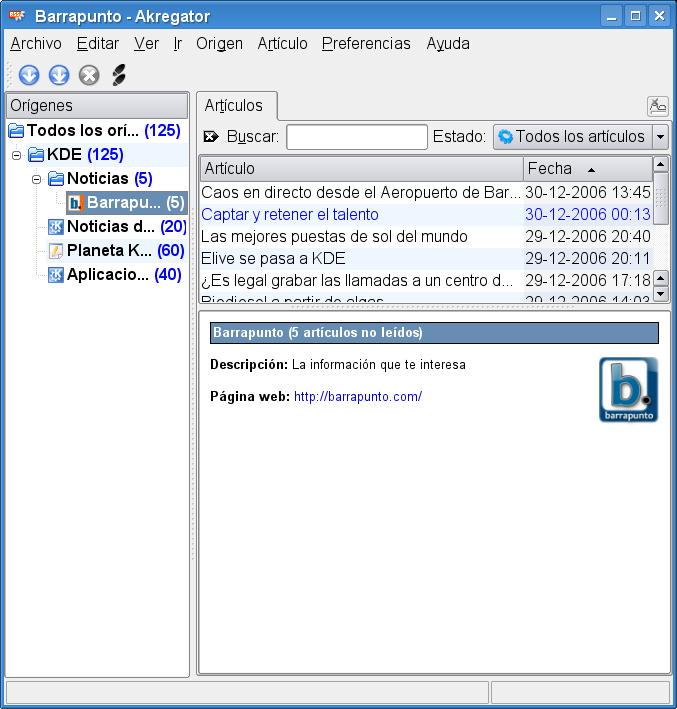 Barrapunto - Akregator
Archivo Editar Ver Ir Origen Artículo Preferencias Ayuda
Orígenes
Todos los orí... (125)
KDE (125)
Noticias (5)
Barrapu... (5)
Noticias d... (20)
Planeta K... (60)
Aplicacio... (40)
Artículos
Buscar: Estado: Todos los artículos
Artículo Fecha
Caos en directo desde el Aeropuerto de Bar... 30-12-2006 13:45
Captar y retener el talento 30-12-2006 00:13
Las mejores puestas de sol del mundo 29-12-2006 20:40
Elive se pasa a KDE 29-12-2006 20:11
¿Es legal grabar las llamadas a un centro d... 29-12-2006 17:18
Biodiesel a partir de algas 29-12-2006 14:03
Barrapunto (5 artículos no leídos)
Descripción: La información que te interesa
Página web: http://barrapunto.com/
b.
barrapunto